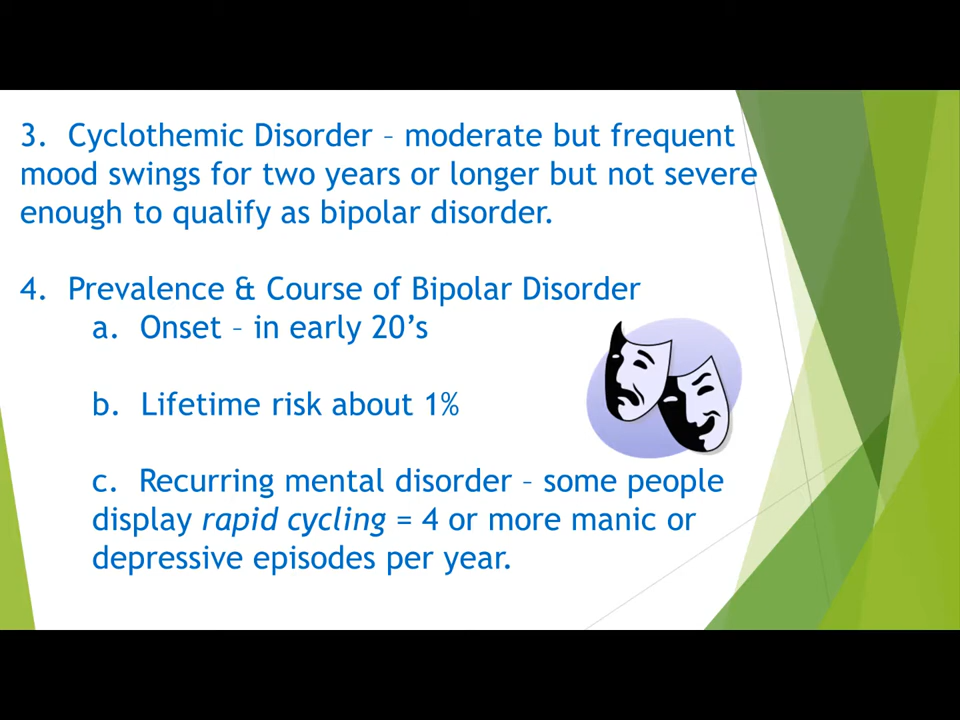 3.  Cyclothemic Disorder – moderate but frequent
mood swings for two years or longer but not severe
enough to qualify as bipolar disorder.
4.  Prevalence & Course of Bipolar Disorder
a.  Onset – in early 20’s
b.  Lifetime risk about 1%
c.  Recurring mental disorder – some people
display rapid cycling = 4 or more manic or
depressive episodes per year.